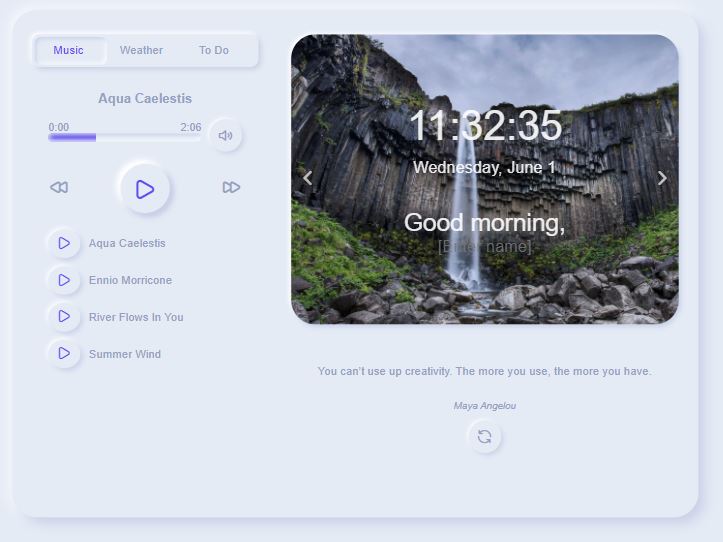 Music
Weather
To Do
Aqua Caelestis
0:00
2:06
Aqua Caelestis
Ennio Morricone
River Flows In You
Summer Wind
11:32:35
Wednesday, June 1
Good morning,
[Enter name]
You can't use up creativity. The more you use, the more you have.
Maya Angelou